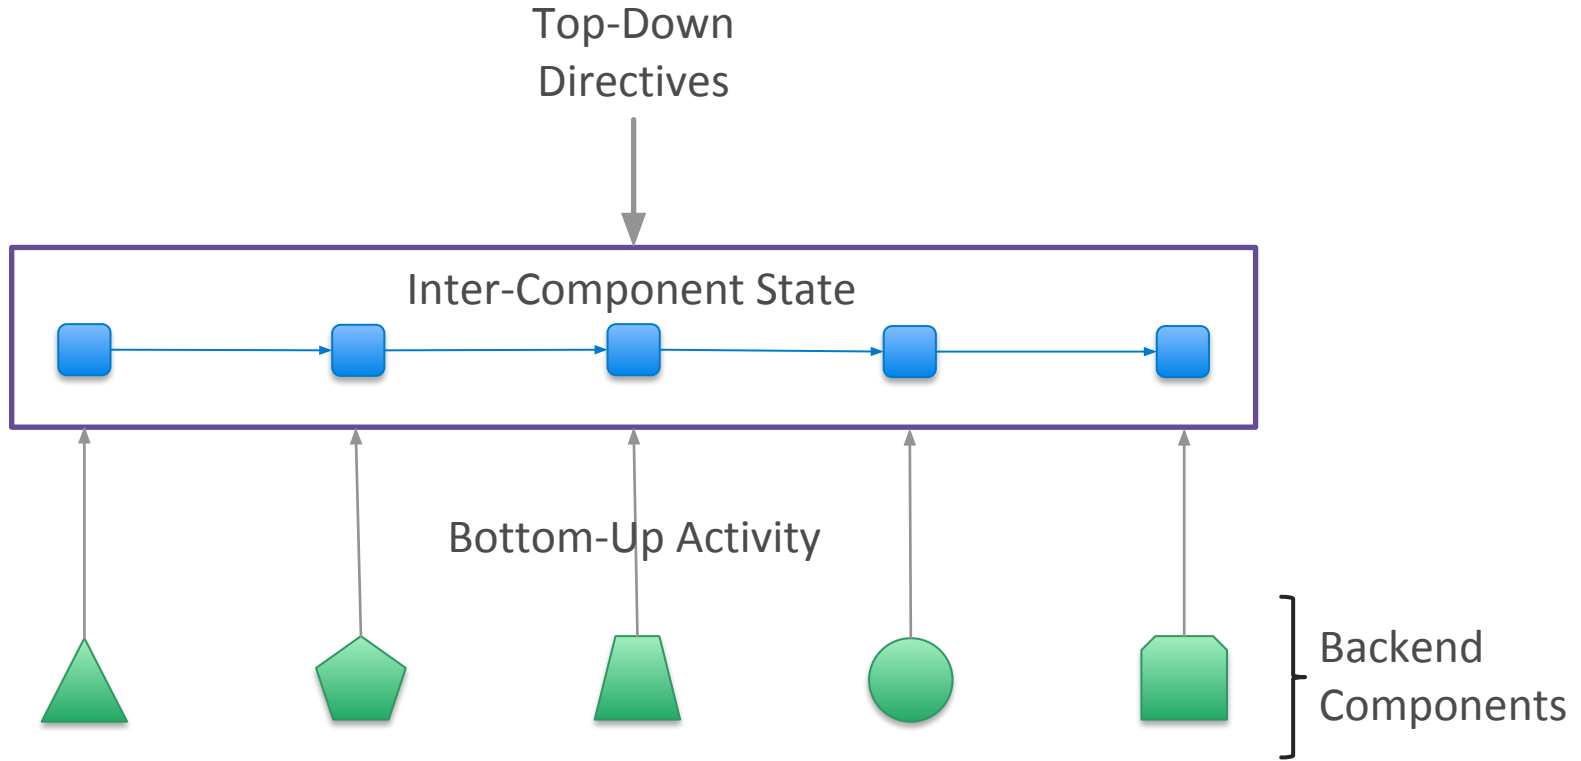 Top-Down
Directives
Inter-Component State
Bottom-Up Activity
Backend
Components